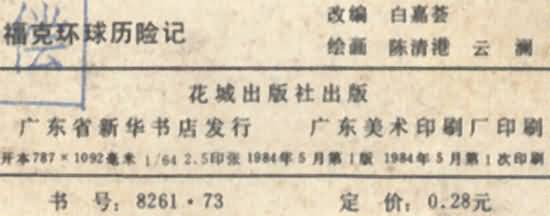 福克环球历险记
改编 白嘉荟
绘画 陈清港 云澜
花城出版社出版
广东省新华书店发行 广东美术印刷厂印刷
开本787×1092毫米 1/64 2.5印张 1984年5月第1版 1984年5月第1次印刷
书号：8261·73 定价：0.28元